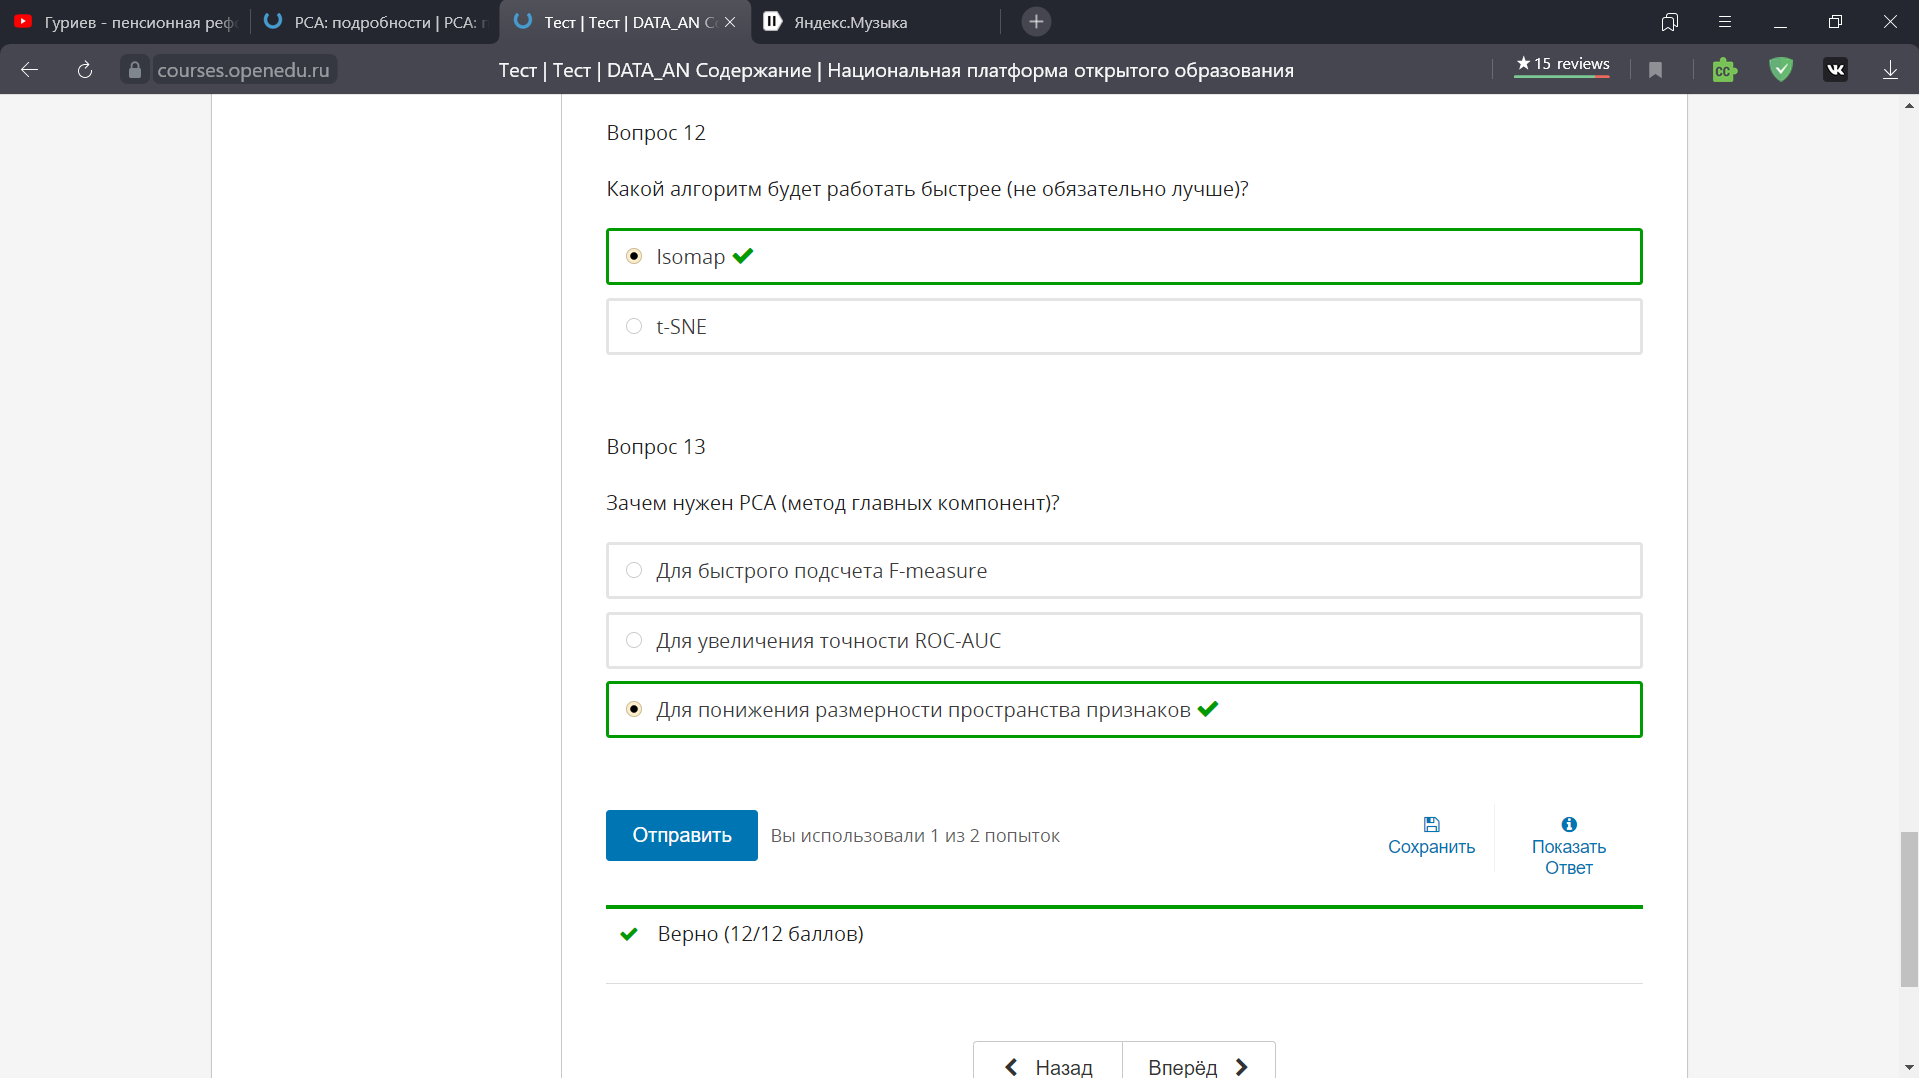 Гуриев - пенсионная реф
PCA: подробности | PCA: п
Тест | Тест | DATA_AN Со
Яндекс.Музыка
courses.openedu.ru
Тест | Тест | DATA_AN Содержание | Национальная платформа открытого образования
★ 15 reviews
CC
VK
Вопрос 12
Какой алгоритм будет работать быстрее (не обязательно лучше)?
Isomap
t-SNE
Вопрос 13
Зачем нужен PCA (метод главных компонент)?
Для быстрого подсчета F-measure
Для увеличения точности ROC-AUC
Для понижения размерности пространства признаков
Отправить
Вы использовали 1 из 2 попыток
Сохранить
Показать
Ответ
Верно (12/12 баллов)
Назад
Вперёд